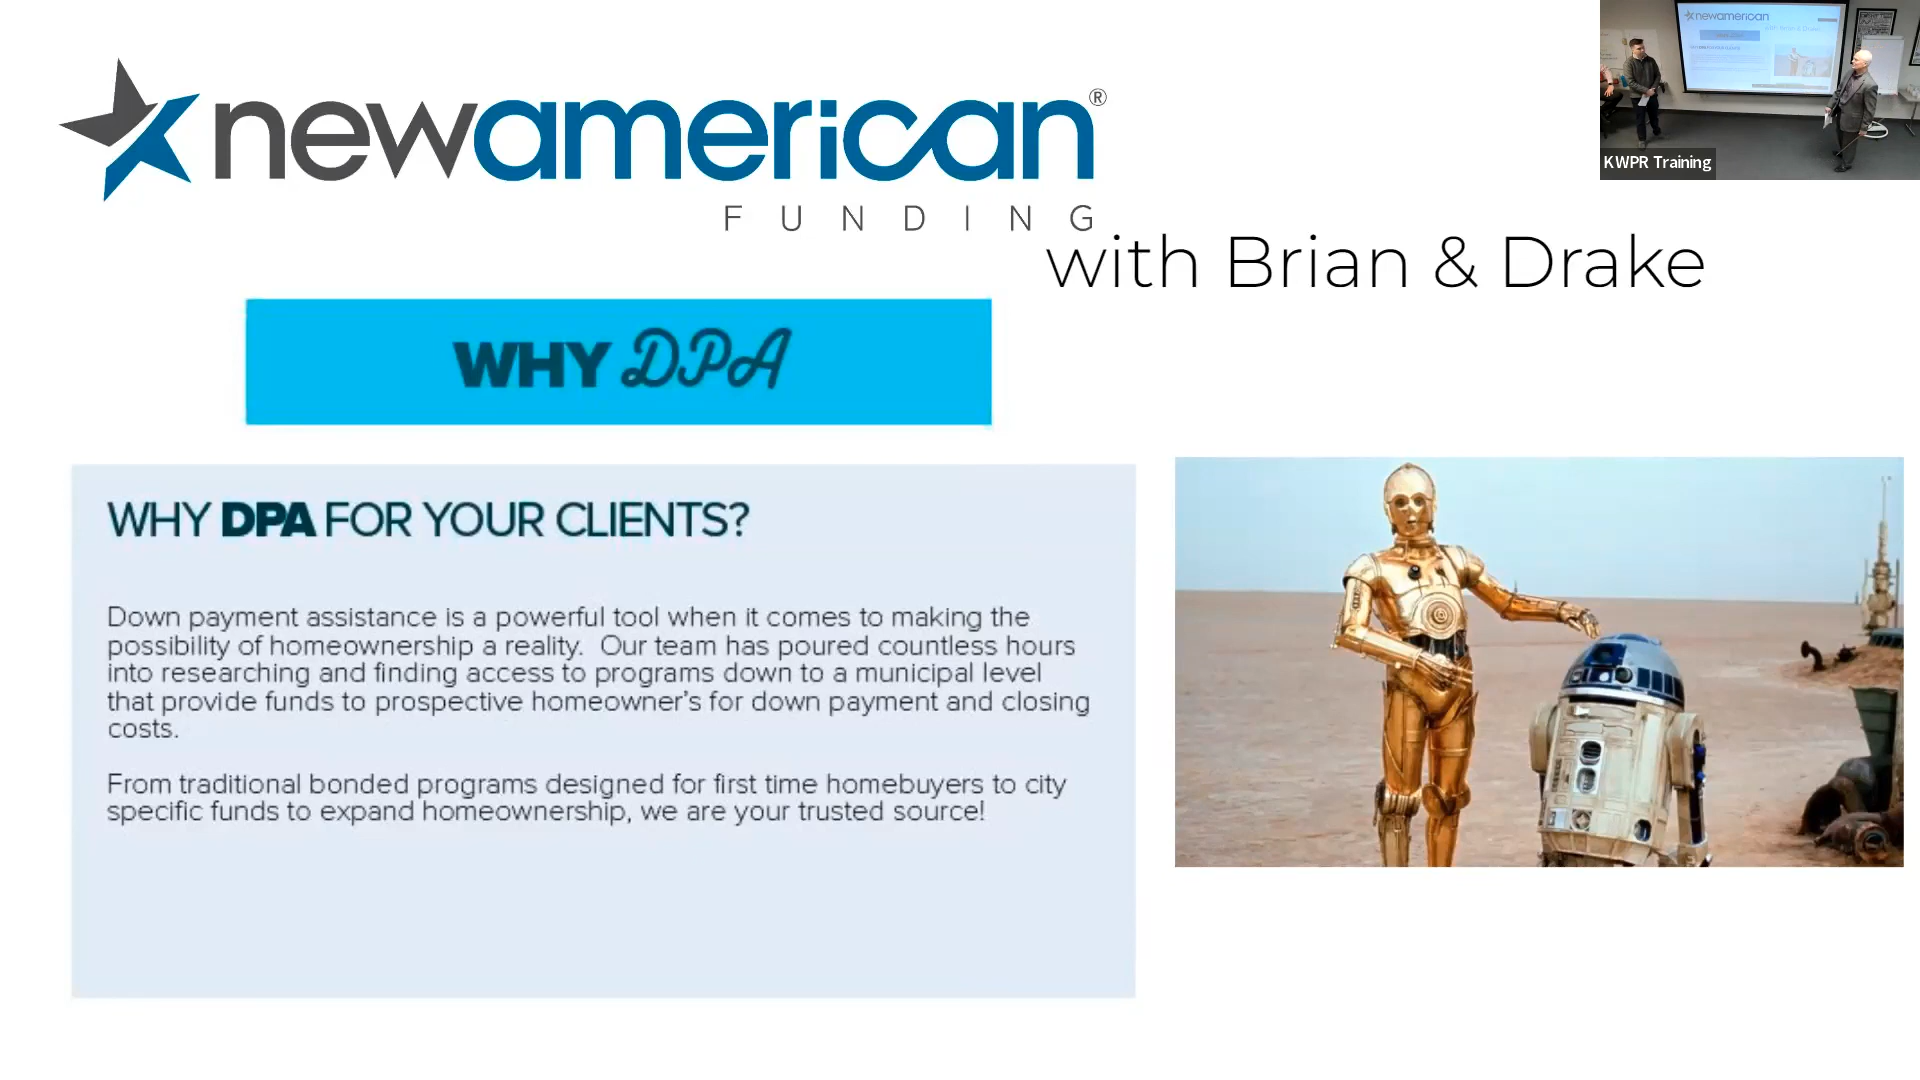 newamerican®
FUNDING
with Brian & Drake
WHY DPA
WHY DPA FOR YOUR CLIENTS?
Down payment assistance is a powerful tool when it comes to making the
possibility of homeownership a reality.  Our team has poured countless hours
into researching and finding access to programs down to a municipal level
that provide funds to prospective homeowner's for down payment and closing
costs.
From traditional bonded programs designed for first time homebuyers to city
specific funds to expand homeownership, we are your trusted source!
newamerican
KWPR Training